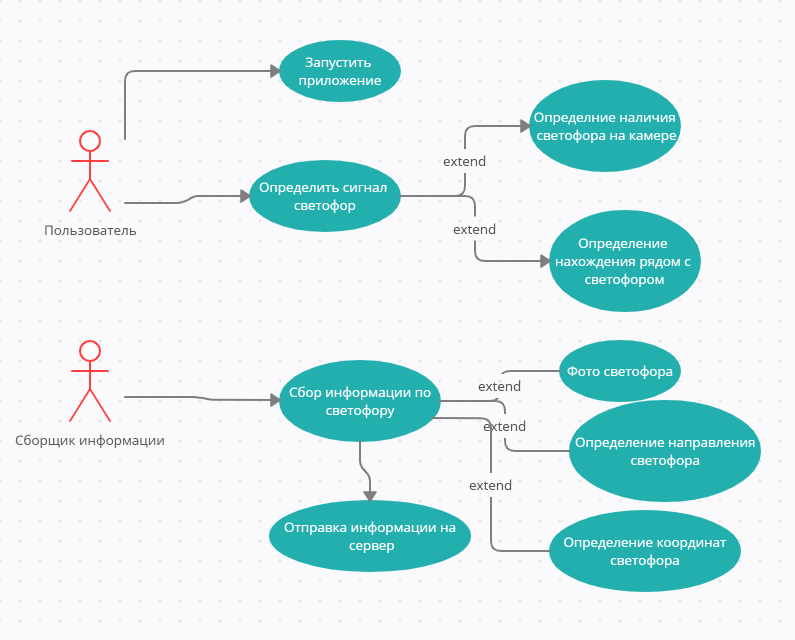 Запустить
приложение
Определние наличия
светофора на камере
extend
Определить сигнал
светофор
Пользователь
extend
Определение
нахождения рядом с
светофором
Фото светофора
extend
Сбор информации по
светофору
extend
Сборщик информации
Определение направления
светофора
extend
Отправка информации на
сервер
Определение координат
светофора